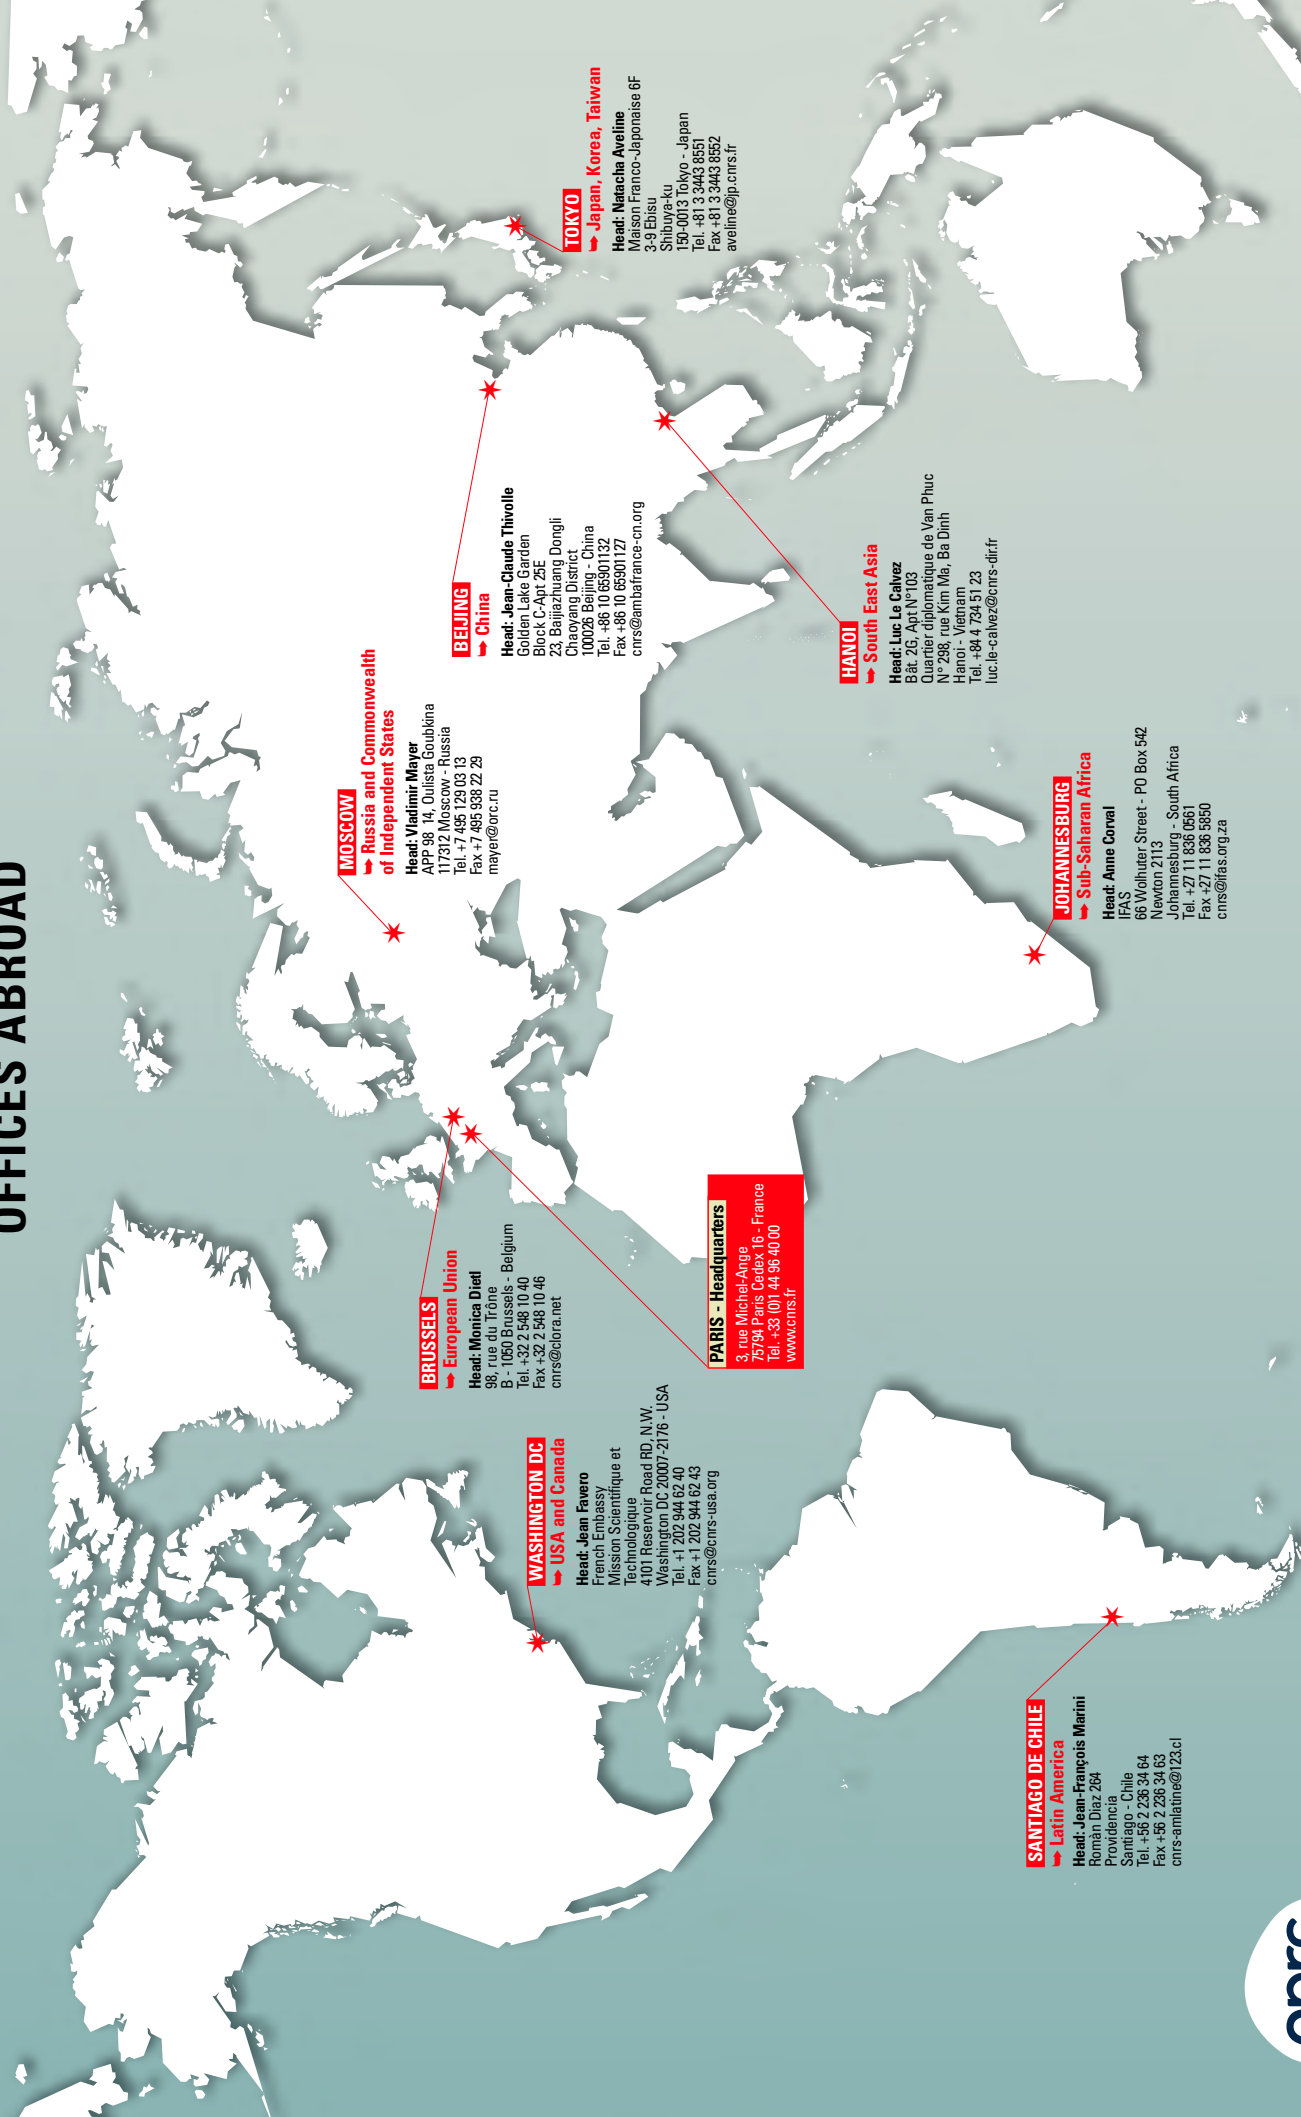 OFFICES ABROAD
MOSCOW
➥ Russia and Commonwealth
of Independent States
Head: Vladimir Mayer
APP 98 14, Oulista Goubkina
117312 Moscow - Russia
Tel. +7 495 129 03 13
Fax +7 495 938 22 29
mayer@orc.ru
BRUSSELS
➥ European Union
Head: Monica Dietl
98, rue du Trône
B - 1050 Brussels - Belgium
Tel. +32 2 548 10 40
Fax +32 2 548 10 46
cnrs@clora.net
BEIJING
➥ China
Head: Jean-Claude Thivolle
Golden Lake Garden
Block C-Apt 25E
23, Baijiazhuang Dongli
Chaoyang District
100026 Beijing - China
Tel. +86 10 65901132
Fax +86 10 65901127
cnrs@ambafrance-cn.org
WASHINGTON DC
➥ USA and Canada
Head: Jean Favero
French Embassy
Mission Scientifique et
Technologique
4101 Reservoir Road RD, N.W.
Washington DC 20007-2176 - USA
Tel. +1 202 944 62 40
Fax +1 202 944 62 43
cnrs@cnrs-usa.org
TOKYO
➥ Japan, Korea, Taiwan
Head: Natacha Aveline
Maison Franco-Japonaise 6F
3-9 Ebisu
Shibuya-ku
150-0013 Tokyo - Japan
Tel. +81 3 3443 8551
Fax +81 3 3443 8552
aveline@jp.cnrs.fr
PARIS - Headquarters
3, rue Michel-Ange
75794 Paris Cedex 16 - France
Tel. +33 (0)1 44 96 40 00
www.cnrs.fr
HANOI
➥ South East Asia
Head: Luc Le Calvez
Bât. 2G, Apt N°103
Quartier diplomatique de Van Phuc
N° 298, rue Kim Ma, Ba Dinh
Hanoi - Vietnam
Tel. +84 4 734 51 23
luc.le-calvez@cnrs-dir.fr
SANTIAGO DE CHILE
➥ Latin America
Head: Jean-François Marini
Romàn Diaz 264
Providencia
Santiago - Chile
Tel. +56 2 236 34 64
Fax +56 2 236 34 63
cnrs-amlatine@123.cl
JOHANNESBURG
➥ Sub-Saharan Africa
Head: Anne Corval
IFAS
66 Wolhuter Street - PO Box 542
Newton 2113
Johannesburg - South Africa
Tel. +27 11 836 0561
Fax +27 11 836 5850
cnrs@ifas.org.za
cnrs